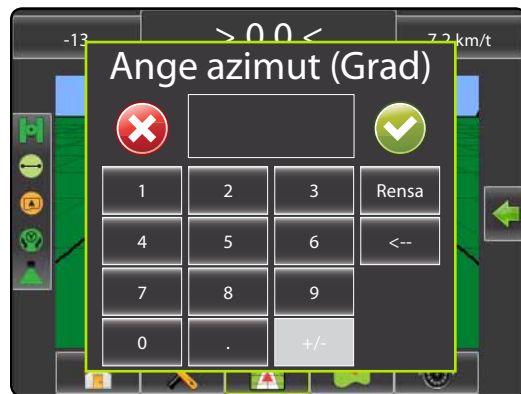 -13 > 0.0 < 7.2 km/t
Ange azimut (Grad)
1 2 3 Rensa
4 5 6 <--
7 8 9
0 . +/-